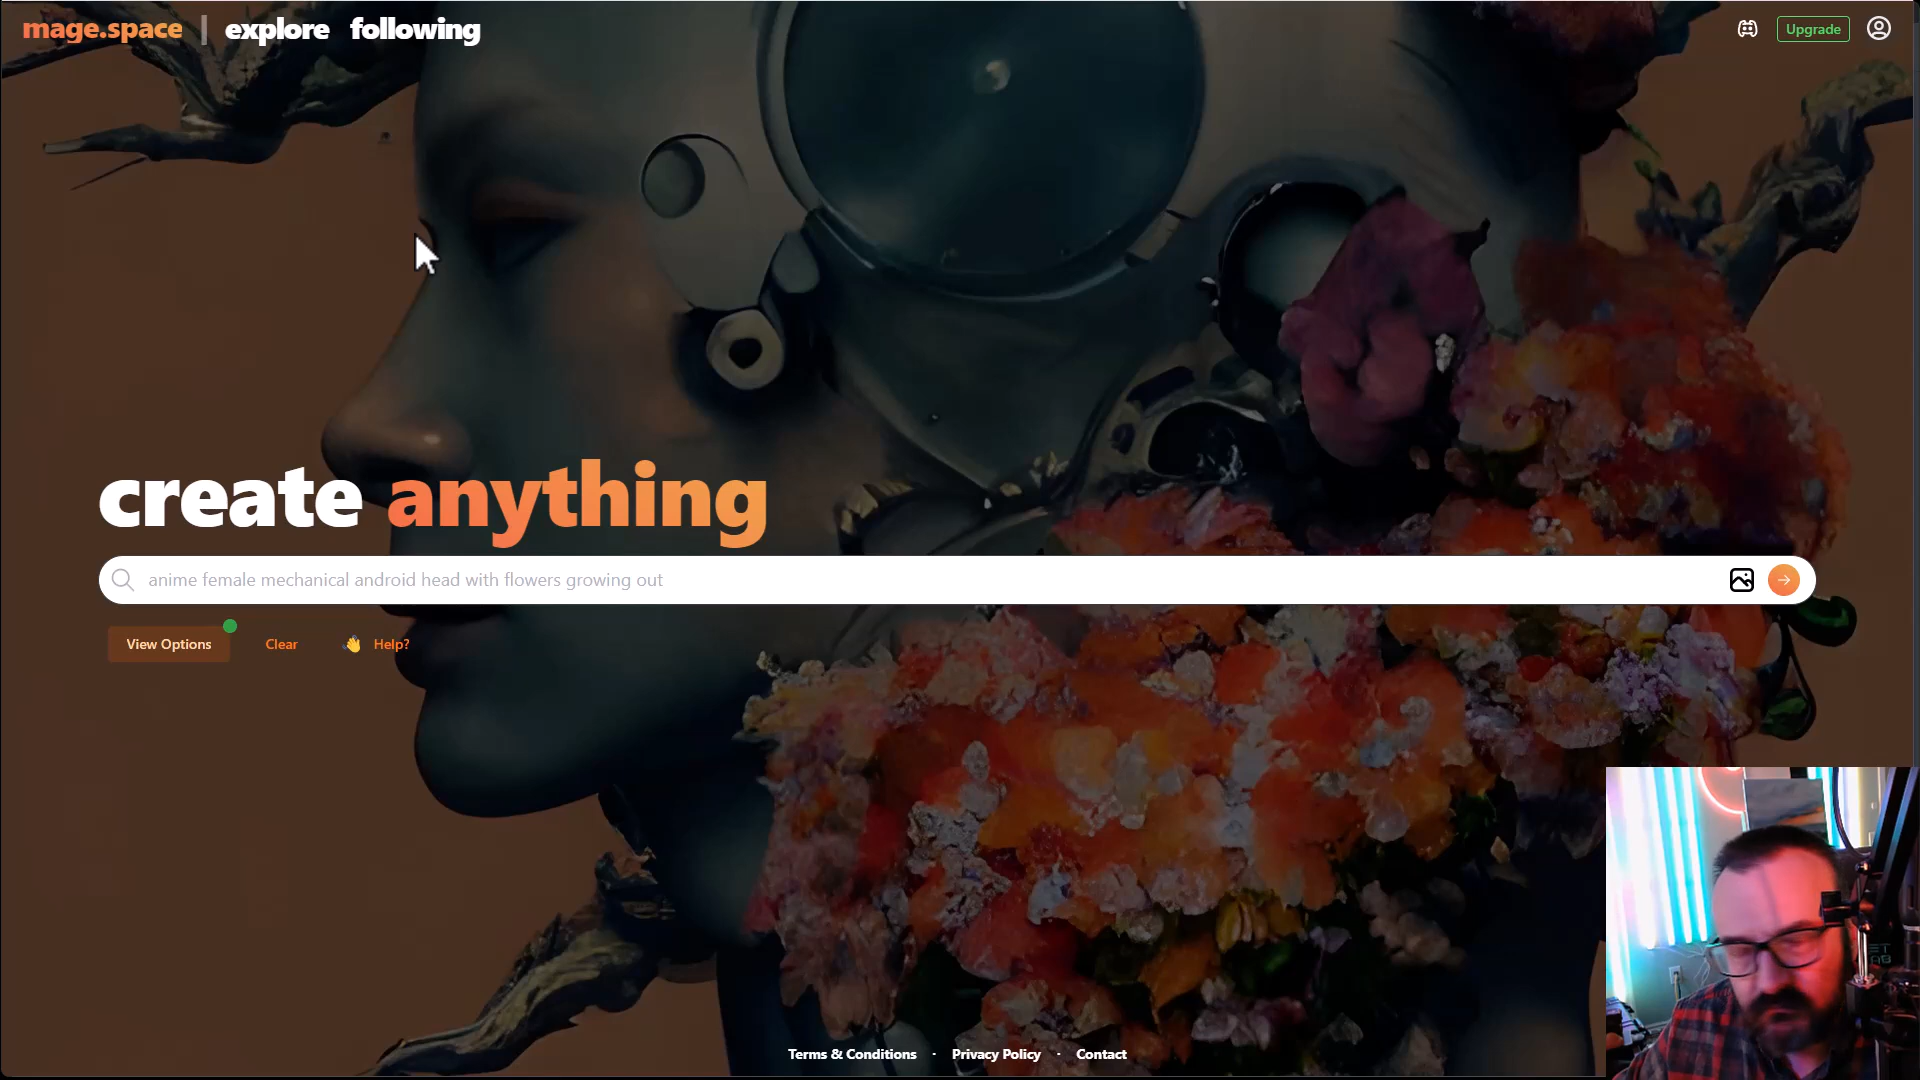 mage.space | explore following
Upgrade
create anything
anime female mechanical android head with flowers growing out
View Options
Clear
👋 Help?
Terms & Conditions · Privacy Policy · Contact